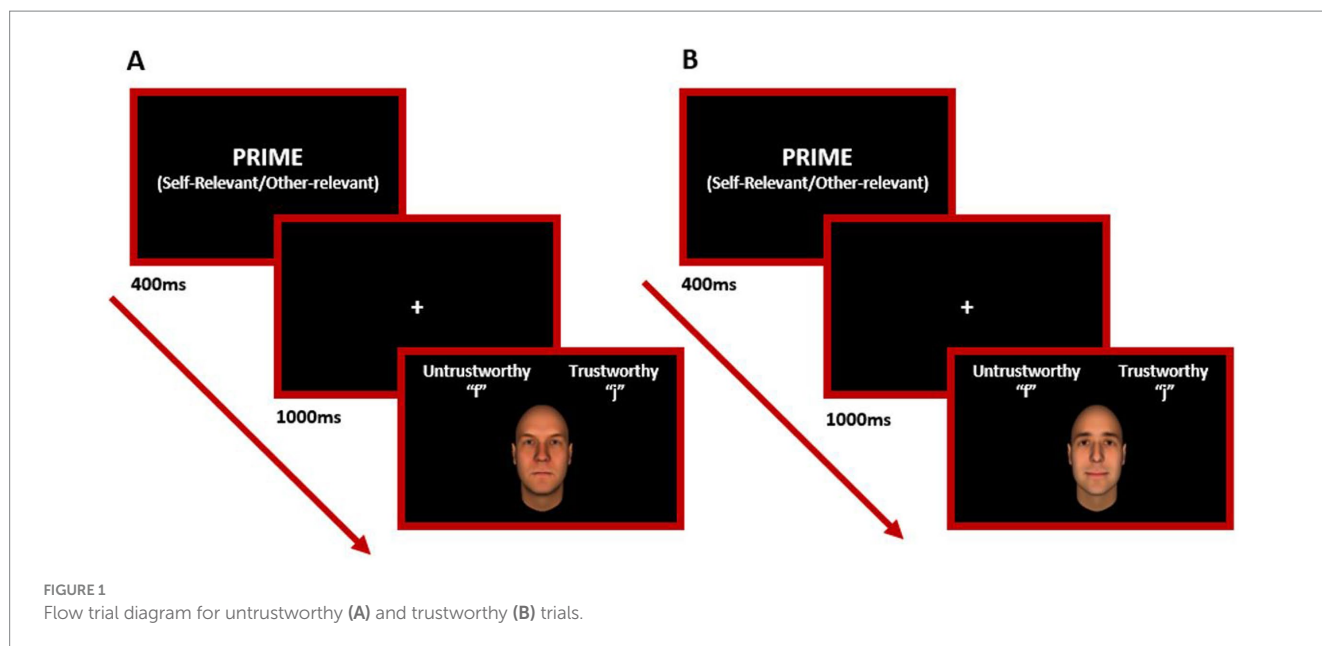 A
PRIME
(Self-Relevant/Other-relevant)
400ms
+
1000ms
Untrustworthy
“f”
Trustworthy
“j”
B
PRIME
(Self-Relevant/Other-relevant)
400ms
+
1000ms
Untrustworthy
“f”
Trustworthy
“j”
FIGURE 1
Flow trial diagram for untrustworthy (A) and trustworthy (B) trials.